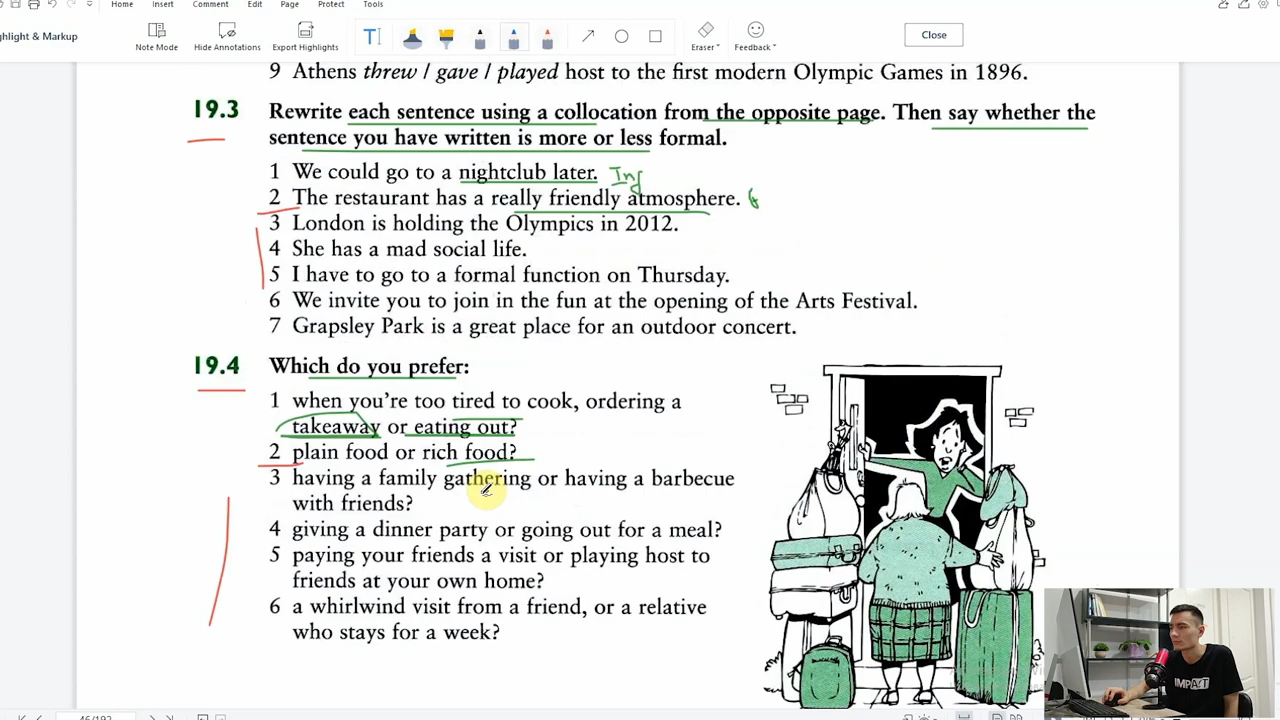 Home Insert Comment Edit Page Protect Tools
ghlight & Markup
Note Mode
Hide Annotations
Export Highlights
Eraser
Feedback
Close
9 Athens threw / gave / played host to the first modern Olympic Games in 1896.
19.3 Rewrite each sentence using a collocation from the opposite page. Then say whether the
sentence you have written is more or less formal.
1 We could go to a nightclub later. Inf
2 The restaurant has a really friendly atmosphere.
3 London is holding the Olympics in 2012.
4 She has a mad social life.
5 I have to go to a formal function on Thursday.
6 We invite you to join in the fun at the opening of the Arts Festival.
7 Grapsley Park is a great place for an outdoor concert.
19.4 Which do you prefer:
1 when you're too tired to cook, ordering a
takeaway or eating out?
2 plain food or rich food?
3 having a family gathering or having a barbecue
with friends?
4 giving a dinner party or going out for a meal?
5 paying your friends a visit or playing host to
friends at your own home?
6 a whirlwind visit from a friend, or a relative
who stays for a week?
IMPACT
46/192